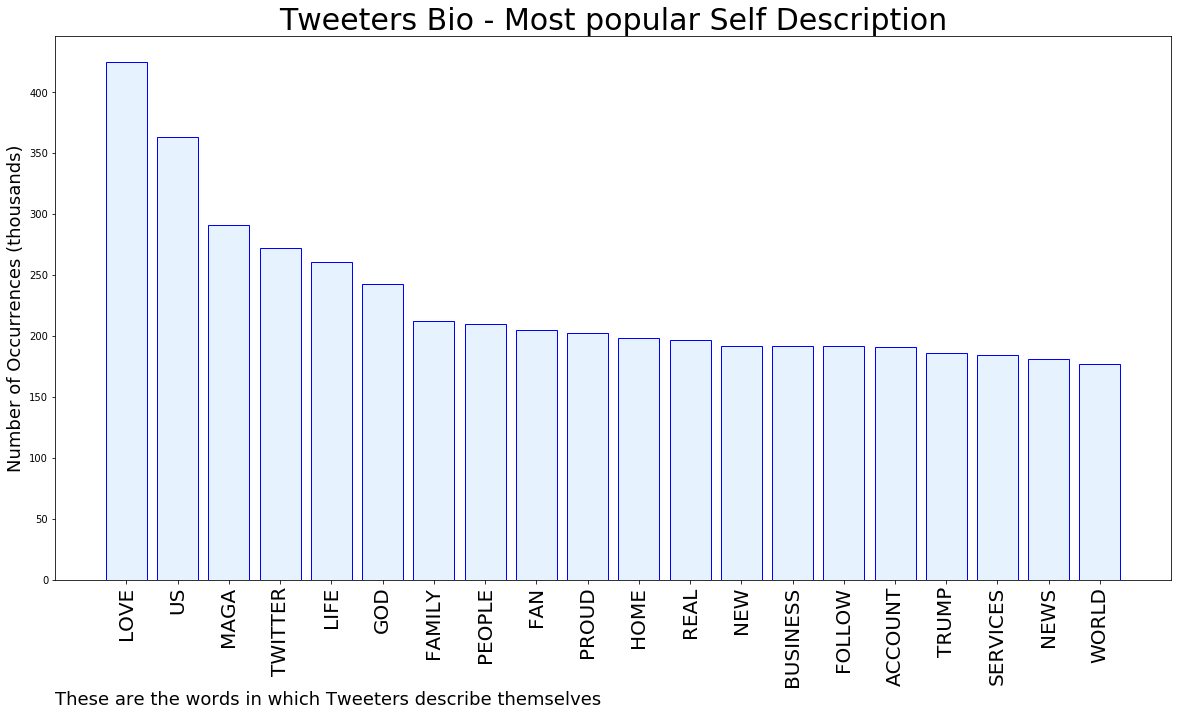 Tweeters Bio - Most popular Self Description
Number of Occurrences (thousands)
400
350
300
250
200
150
100
50
0
LOVE
US
MAGA
TWITTER
LIFE
GOD
FAMILY
PEOPLE
FAN
PROUD
HOME
REAL
NEW
BUSINESS
FOLLOW
ACCOUNT
TRUMP
SERVICES
NEWS
WORLD
These are the words in which Tweeters describe themselves